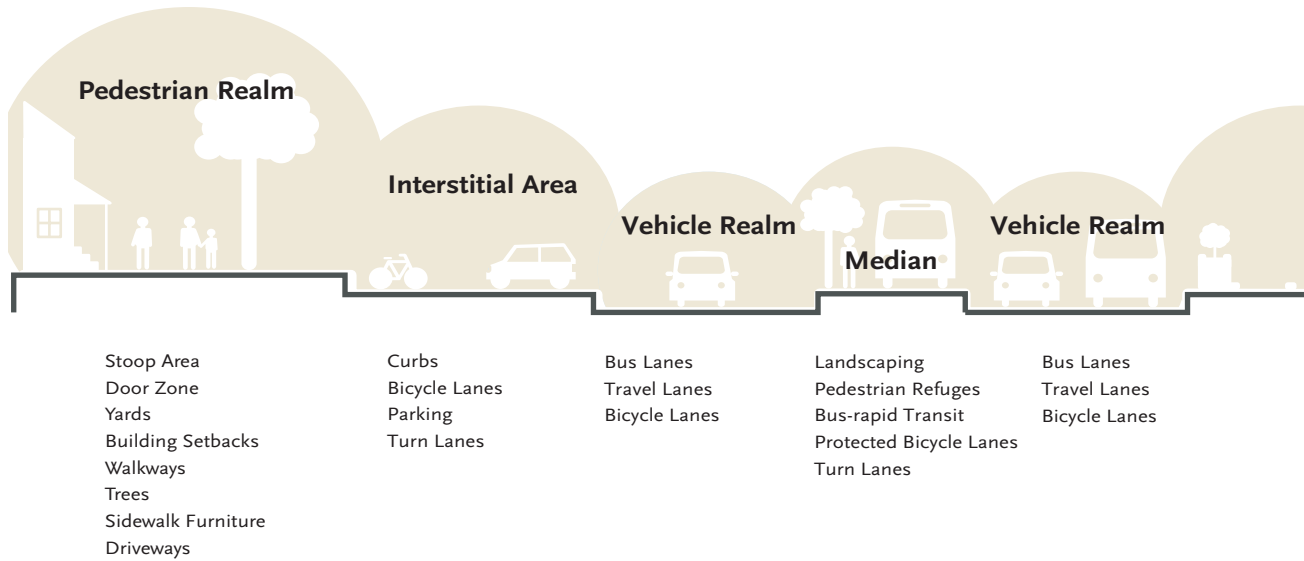 Pedestrian Realm
Interstitial Area
Vehicle Realm
Median
Vehicle Realm
Stoop Area
Door Zone
Yards
Building Setbacks
Walkways
Trees
Sidewalk Furniture
Driveways
Curbs
Bicycle Lanes
Parking
Turn Lanes
Bus Lanes
Travel Lanes
Bicycle Lanes
Landscaping
Pedestrian Refuges
Bus-rapid Transit
Protected Bicycle Lanes
Turn Lanes
Bus Lanes
Travel Lanes
Bicycle Lanes